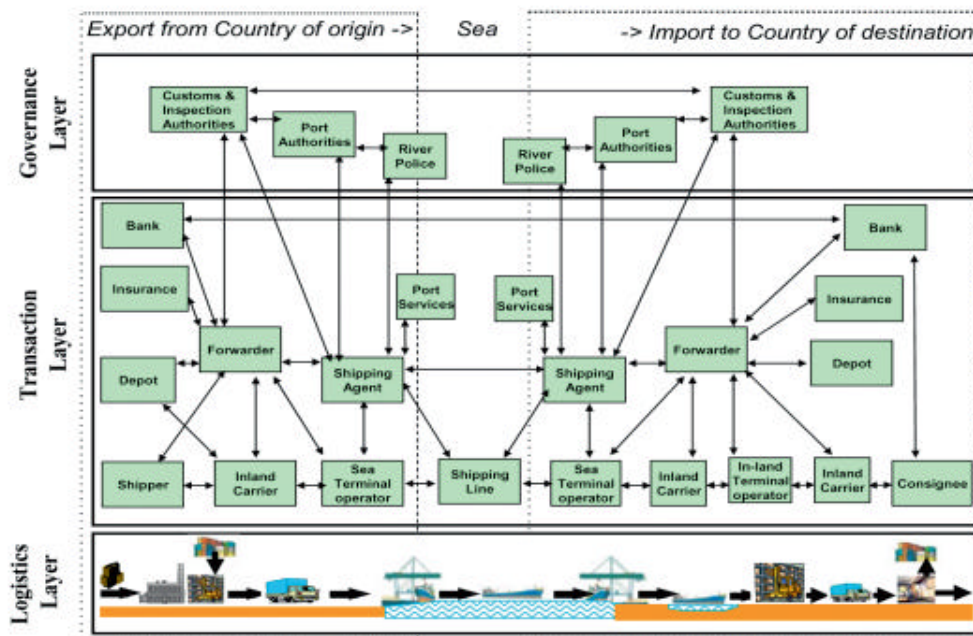 Export from Country of origin ->
Sea
-> Import to Country of destination
Governance
Layer
Customs &
Inspection
Authorities
Port
Authorities
River
Police
River
Police
Port
Authorities
Customs &
Inspection
Authorities
Transaction
Layer
Bank
Bank
Insurance
Port
Services
Port
Services
Insurance
Forwarder
Forwarder
Depot
Shipping
Agent
Shipping
Agent
Depot
Shipper
Inland
Carrier
Sea
Terminal
operator
Shipping
Line
Sea
Terminal
operator
Inland
Carrier
In-land
Terminal
operator
Inland
Carrier
Consignee
Logistics
Layer